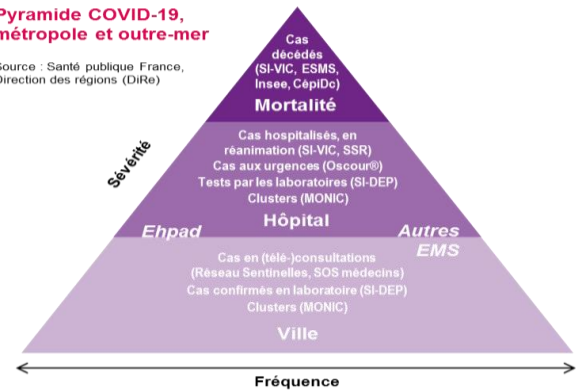 Pyramide COVID-19,
métropole et outre-mer
Source : Santé publique France,
Direction des régions (DiRe)
Cas
décédés
(SI-VIC, ESMS,
Insee, CépiDc)
Mortalité
Sévérité
Cas hospitalisés, en
réanimation (SI-VIC, SSR)
Cas aux urgences (Oscour®)
Tests par les laboratoires (SI-DEP)
Clusters (MONIC)
Hôpital
Ehpad
Autres
EMS
Cas en (télé-)consultations
(Réseau Sentinelles, SOS médecins)
Cas confirmés en laboratoire (SI-DEP)
Clusters (MONIC)
Ville
Fréquence